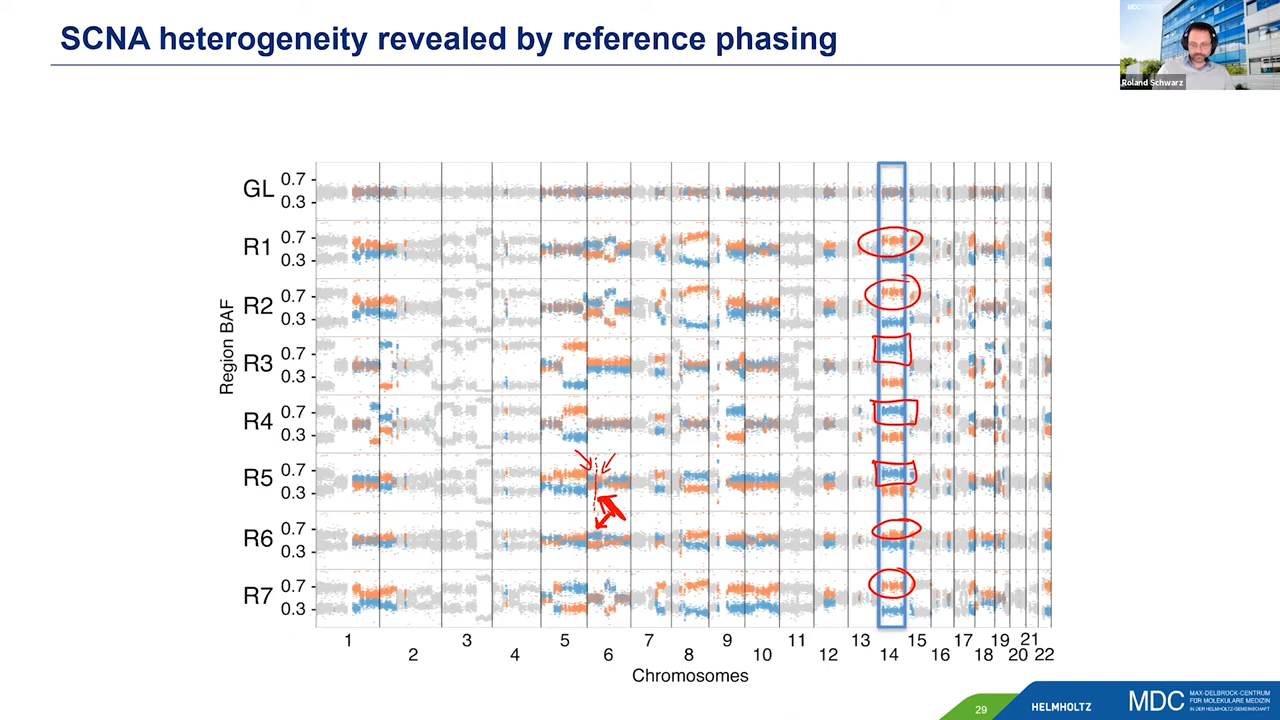 SCNA heterogeneity revealed by reference phasing
MDC
Roland Schwarz
Region BAF
GL 0.7 0.3
R1 0.7 0.3
R2 0.7 0.3
R3 0.7 0.3
R4 0.7 0.3
R5 0.7 0.3
R6 0.7 0.3
R7 0.7 0.3
1 2 3 4 5 6 7 8 9 10 11 12 13 14 15 16 17 18 19 20 21 22
Chromosomes
29
HELMHOLTZ
MDC
MAX-DELBRÜCK-CENTRUM
FÜR MOLEKULARE MEDIZIN
IN DER HELMHOLTZ-GEMEINSCHAFT